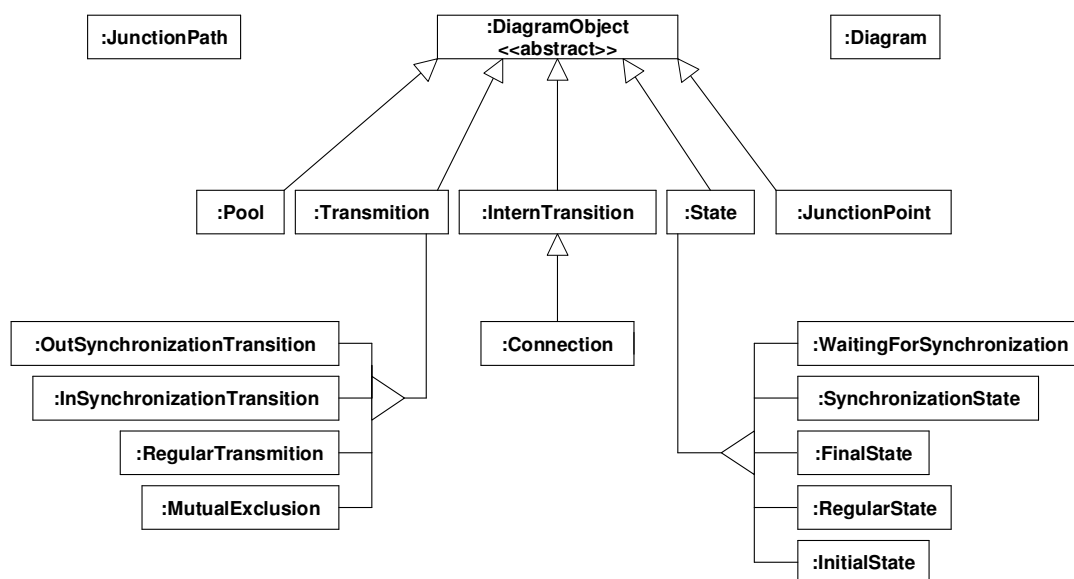 :JunctionPath
:DiagramObject
<<abstract>>
:Diagram
:Pool
:Transmition
:InternTransition
:State
:JunctionPoint
:OutSynchronizationTransition
:Connection
:WaitingForSynchronization
:InSynchronizationTransition
:SynchronizationState
:RegularTransmition
:FinalState
:MutualExclusion
:RegularState
:InitialState